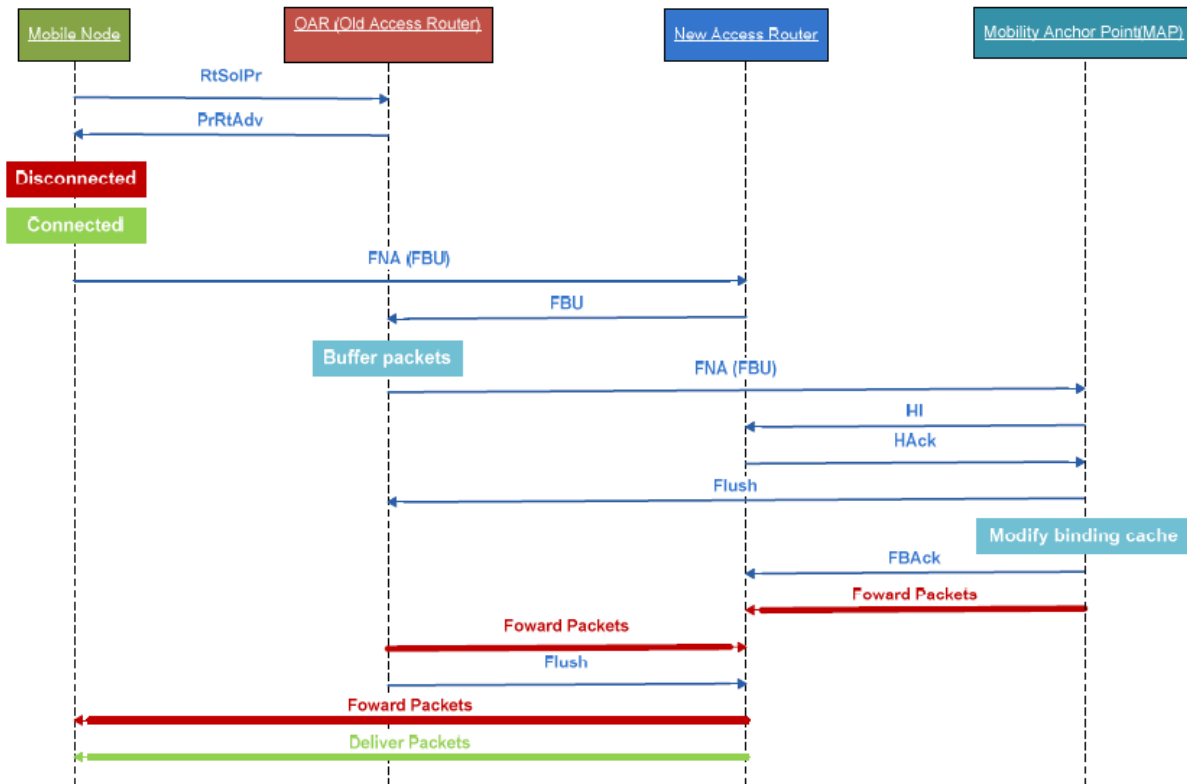 Mobile Node
OAR (Old Access Router)
New Access Router
Mobility Anchor Point(MAP)
RtSolPr
PrRtAdv
Disconnected
Connected
FNA (FBU)
FBU
Buffer packets
FNA (FBU)
HI
HAck
Flush
Modify binding cache
FBAck
Foward Packets
Foward Packets
Flush
Foward Packets
Deliver Packets